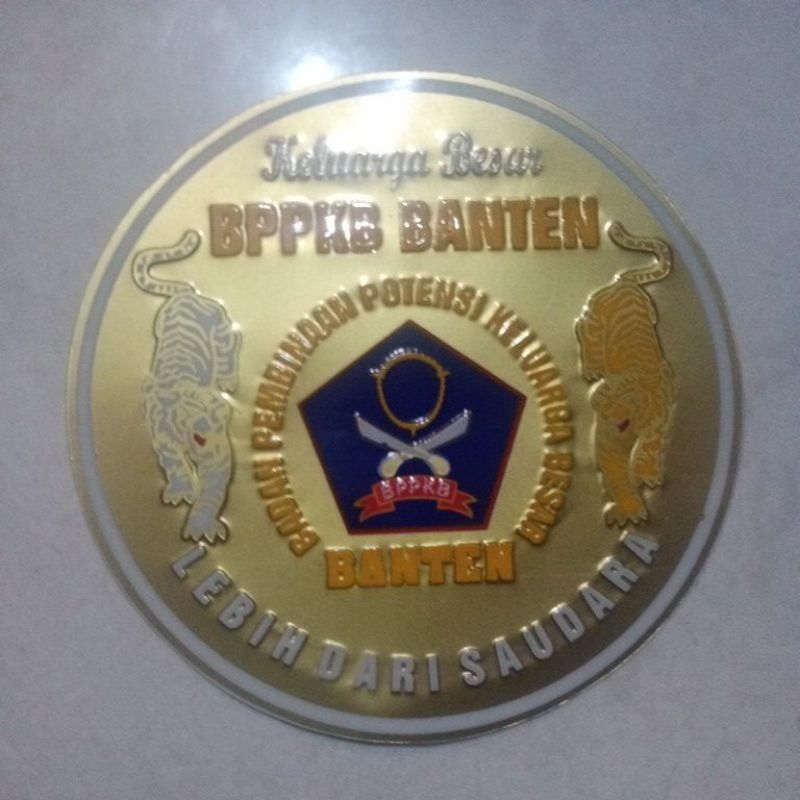 Keluarga Besar
BPPKB BANTEN
BADAN PEMBINAAN POTENSI KELUARGA BESAR
BPPKB
BANTEN
LEBIH DARI SAUDARA